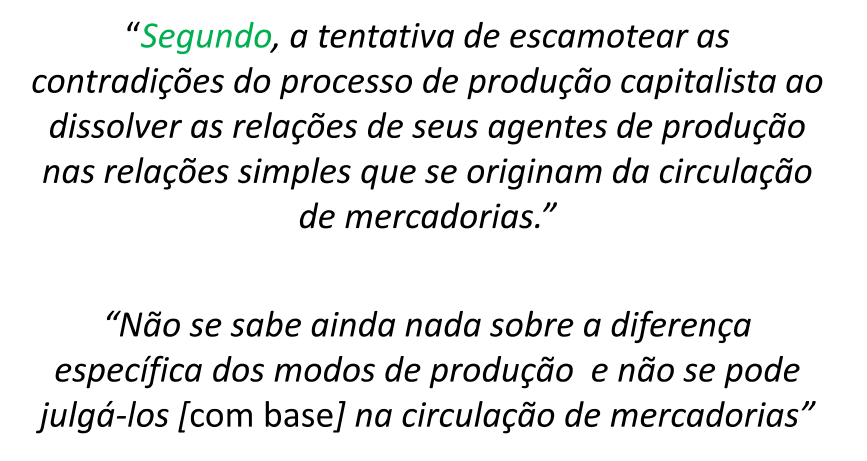 “Segundo, a tentativa de escamotear as
contradições do processo de produção capitalista ao
dissolver as relações de seus agentes de produção
nas relações simples que se originam da circulação
de mercadorias.”
“Não se sabe ainda nada sobre a diferença
específica dos modos de produção  e não se pode
julgá-los [com base] na circulação de mercadorias”